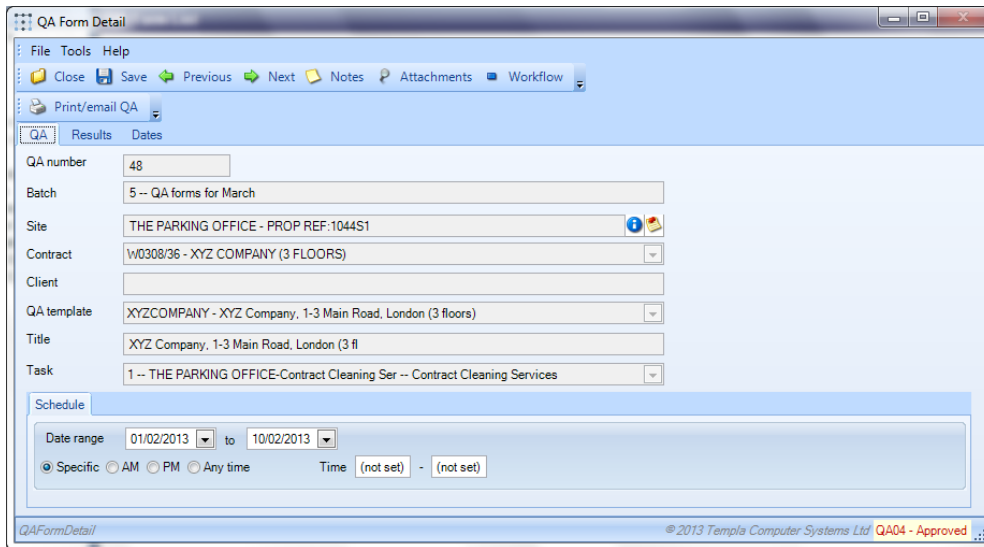 QA Form Detail
File Tools Help
Close Save Previous Next Notes Attachments Workflow
Print/email QA
QA Results Dates
QA number 48
Batch 5 -- QA forms for March
Site THE PARKING OFFICE - PROP REF:1044S1
Contract W0308/36 - XYZ COMPANY (3 FLOORS)
Client
QA template XYZCOMPANY - XYZ Company, 1-3 Main Road, London (3 floors)
Title XYZ Company, 1-3 Main Road, London (3 fl
Task 1 -- THE PARKING OFFICE-Contract Cleaning Ser -- Contract Cleaning Services
Schedule
Date range 01/02/2013 to 10/02/2013
Specific AM PM Any time Time (not set) - (not set)
QAFormDetail © 2013 Templa Computer Systems Ltd QA04 - Approved